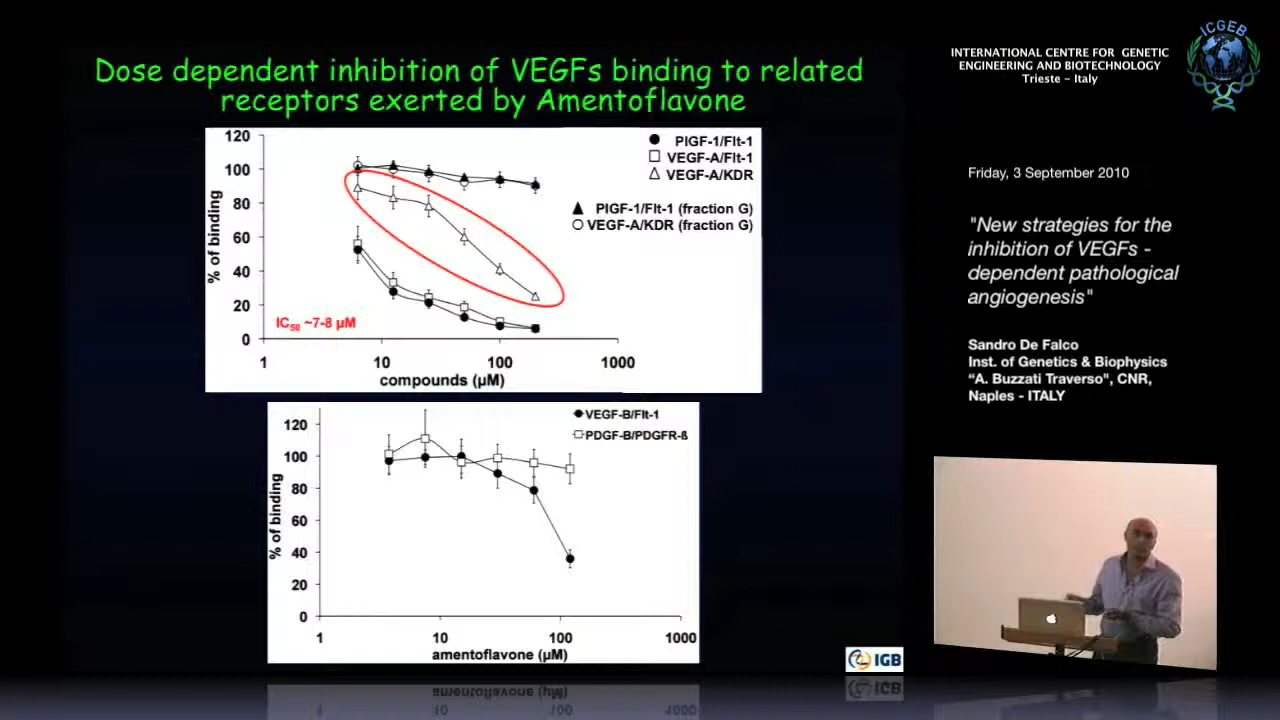 Dose dependent inhibition of VEGFs binding to related
receptors exerted by Amentoflavone
120
100
80
60
40
20
0
% of binding
1
10
100
1000
compounds (µM)
IC50 ~7-8 µM
PlGF-1/Flt-1
VEGF-A/Flt-1
VEGF-A/KDR
PlGF-1/Flt-1 (fraction G)
VEGF-A/KDR (fraction G)
120
100
80
60
40
20
0
% of binding
1
10
100
1000
amentoflavone (µM)
VEGF-B/Flt-1
PDGF-B/PDGFR-ß
IGB
INTERNATIONAL CENTRE FOR GENETIC
ENGINEERING AND BIOTECHNOLOGY
Trieste - Italy
ICGEB
Friday, 3 September 2010
"New strategies for the
inhibition of VEGFs -
dependent pathological
angiogenesis"
Sandro De Falco
Inst. of Genetics & Biophysics
“A. Buzzati Traverso", CNR,
Naples - ITALY